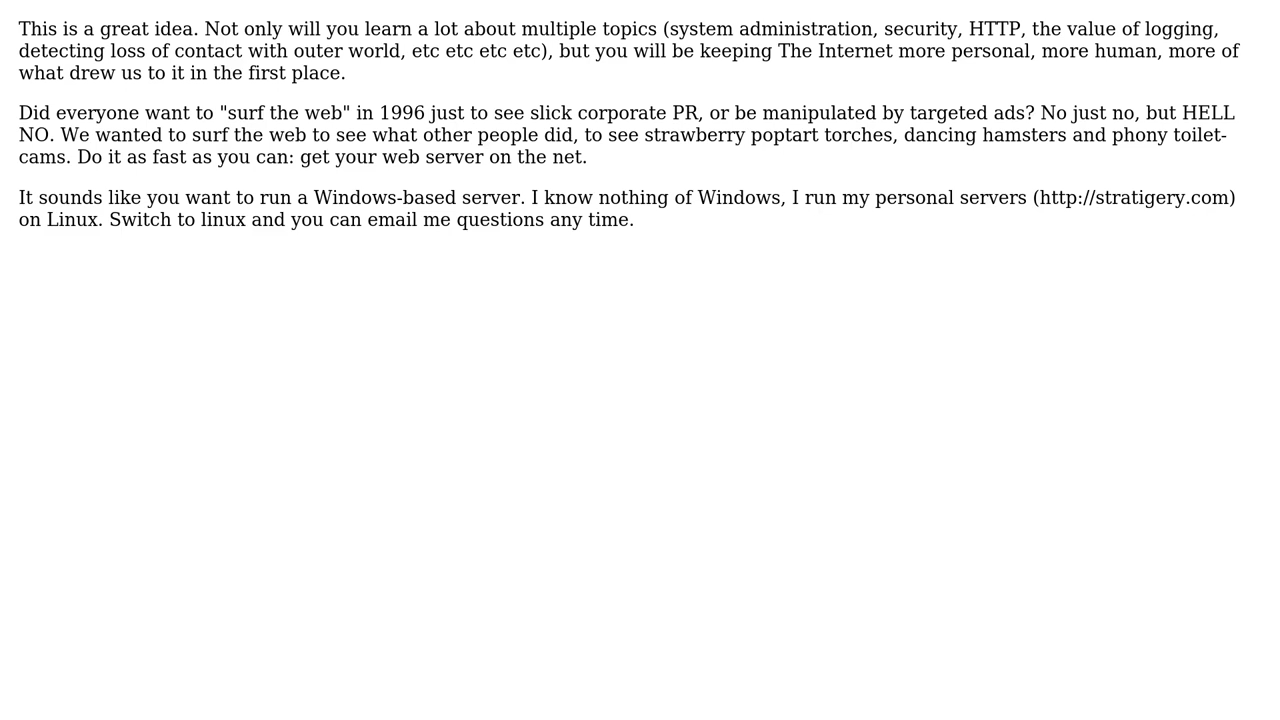 This is a great idea. Not only will you learn a lot about multiple topics (system administration, security, HTTP, the value of logging,
detecting loss of contact with outer world, etc etc etc etc), but you will be keeping The Internet more personal, more human, more of
what drew us to it in the first place.
Did everyone want to "surf the web" in 1996 just to see slick corporate PR, or be manipulated by targeted ads? No just no, but HELL
NO. We wanted to surf the web to see what other people did, to see strawberry poptart torches, dancing hamsters and phony toilet-
cams. Do it as fast as you can: get your web server on the net.
It sounds like you want to run a Windows-based server. I know nothing of Windows, I run my personal servers (http://stratigery.com)
on Linux. Switch to linux and you can email me questions any time.